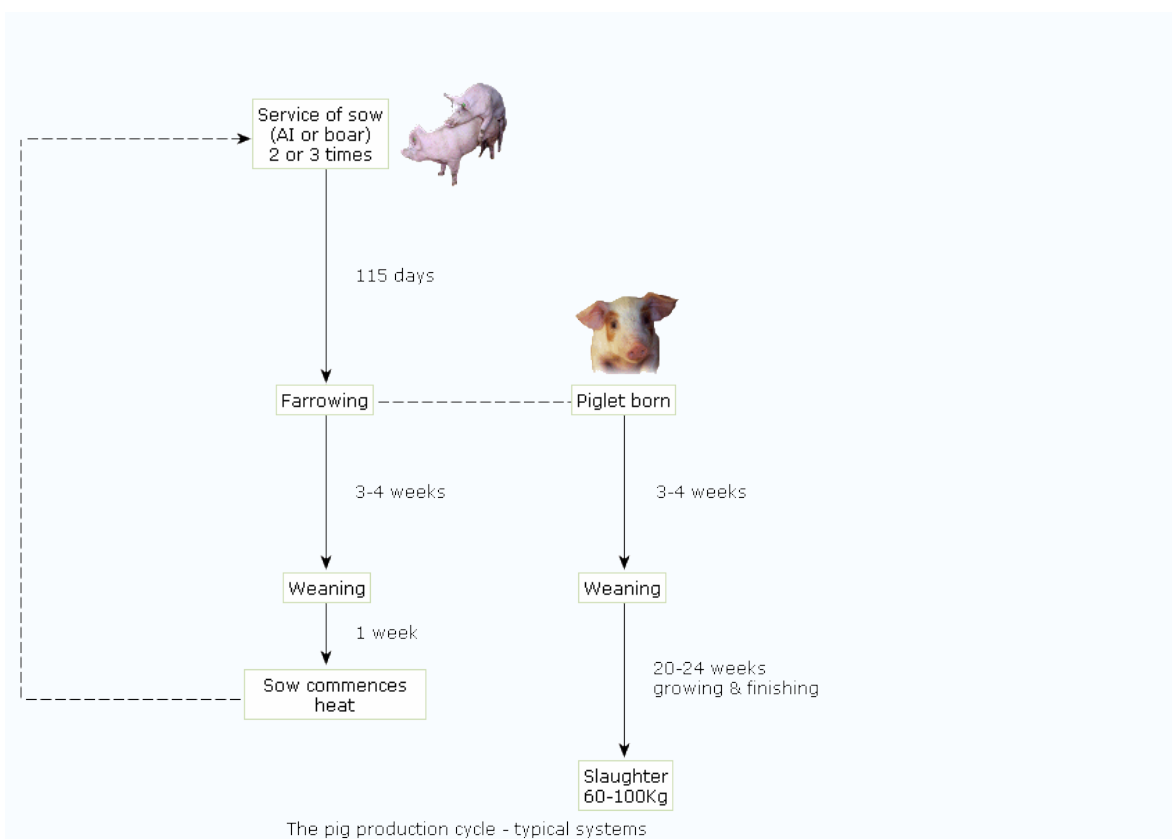 Service of sow
(AI or boar)
2 or 3 times
115 days
Farrowing
Piglet born
3-4 weeks
3-4 weeks
Weaning
Weaning
1 week
20-24 weeks
growing & finishing
Sow commences
heat
Slaughter
60-100Kg
The pig production cycle - typical systems